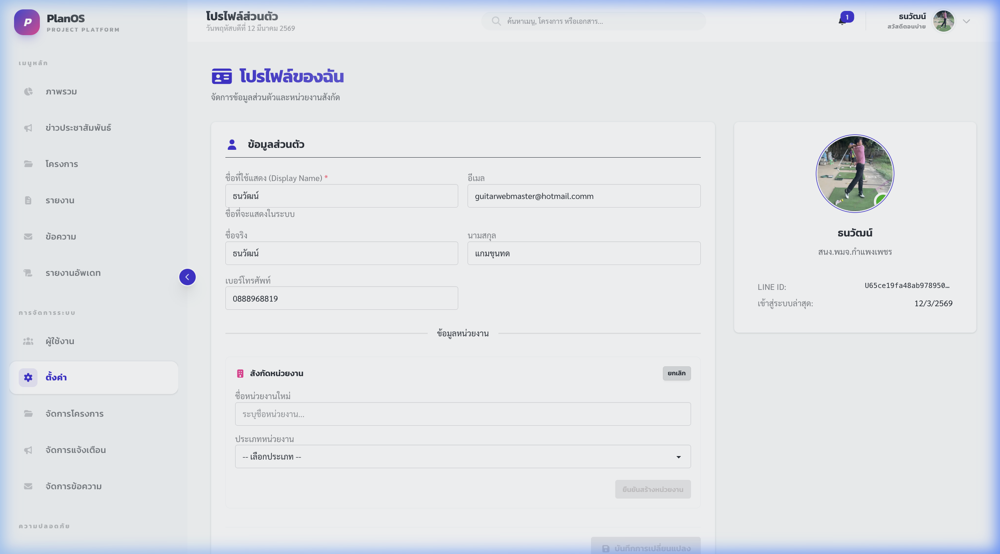 P
PlanOS
PROJECT PLATFORM
เมนูหลัก
ภาพรวม
ข่าวประชาสัมพันธ์
โครงการ
รายงาน
ข้อความ
รายงานอัพเดท
การจัดการระบบ
ผู้ใช้งาน
ตั้งค่า
จัดการโครงการ
จัดการแจ้งเตือน
จัดการข้อความ
ความปลอดภัย
โปรไฟล์ส่วนตัว
วันพฤหัสบดีที่ 12 มีนาคม 2569
ค้นหาเมนู, โครงการ หรือเอกสาร...
1
ธนวัฒน์
สวัสดีตอนบ่าย
โปรไฟล์ของฉัน
จัดการข้อมูลส่วนตัวและหน่วยงานสังกัด
ข้อมูลส่วนตัว
ชื่อที่ใช้แสดง (Display Name) *
ธนวัฒน์
ชื่อที่จะแสดงในระบบ
อีเมล
guitarwebmaster@hotmail.comm
ชื่อจริง
ธนวัฒน์
นามสกุล
แกมขุนทด
เบอร์โทรศัพท์
0888968819
ข้อมูลหน่วยงาน
สังกัดหน่วยงาน
ยกเลิก
ชื่อหน่วยงานใหม่
ระบุชื่อหน่วยงาน...
ประเภทหน่วยงาน
-- เลือกประเภท --
ยืนยันสร้างหน่วยงาน
บันทึกการเปลี่ยนแปลง
ธนวัฒน์
สนง.พมจ.กำแพงเพชร
LINE ID: U65ce19fa48ab978950…
เข้าสู่ระบบล่าสุด: 12/3/2569